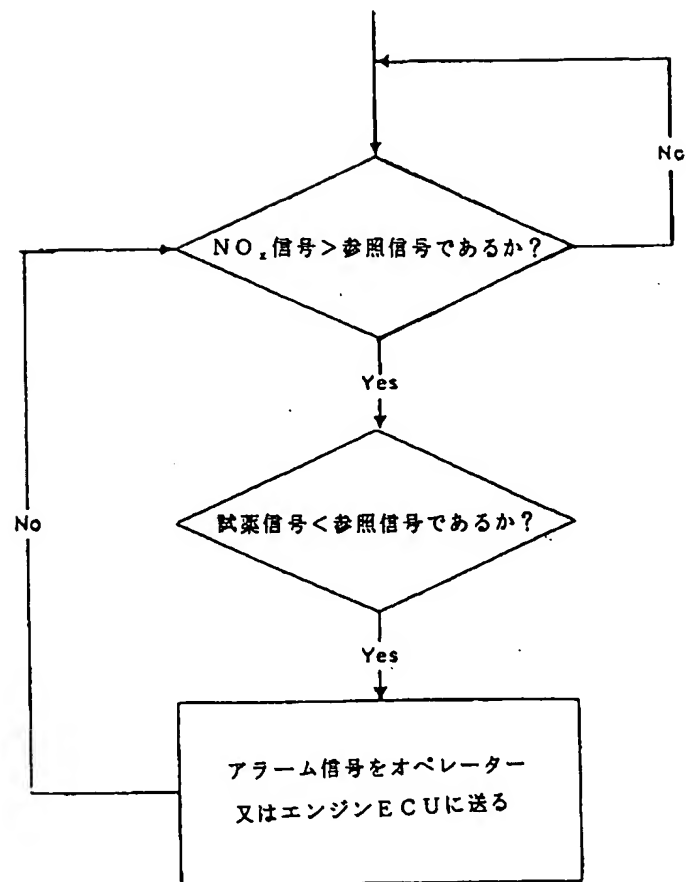 No
NOx信号>参照信号であるか?
Yes
試薬信号<参照信号であるか?
No
Yes
アラーム信号をオペレーター
又はエンジンECUに送る